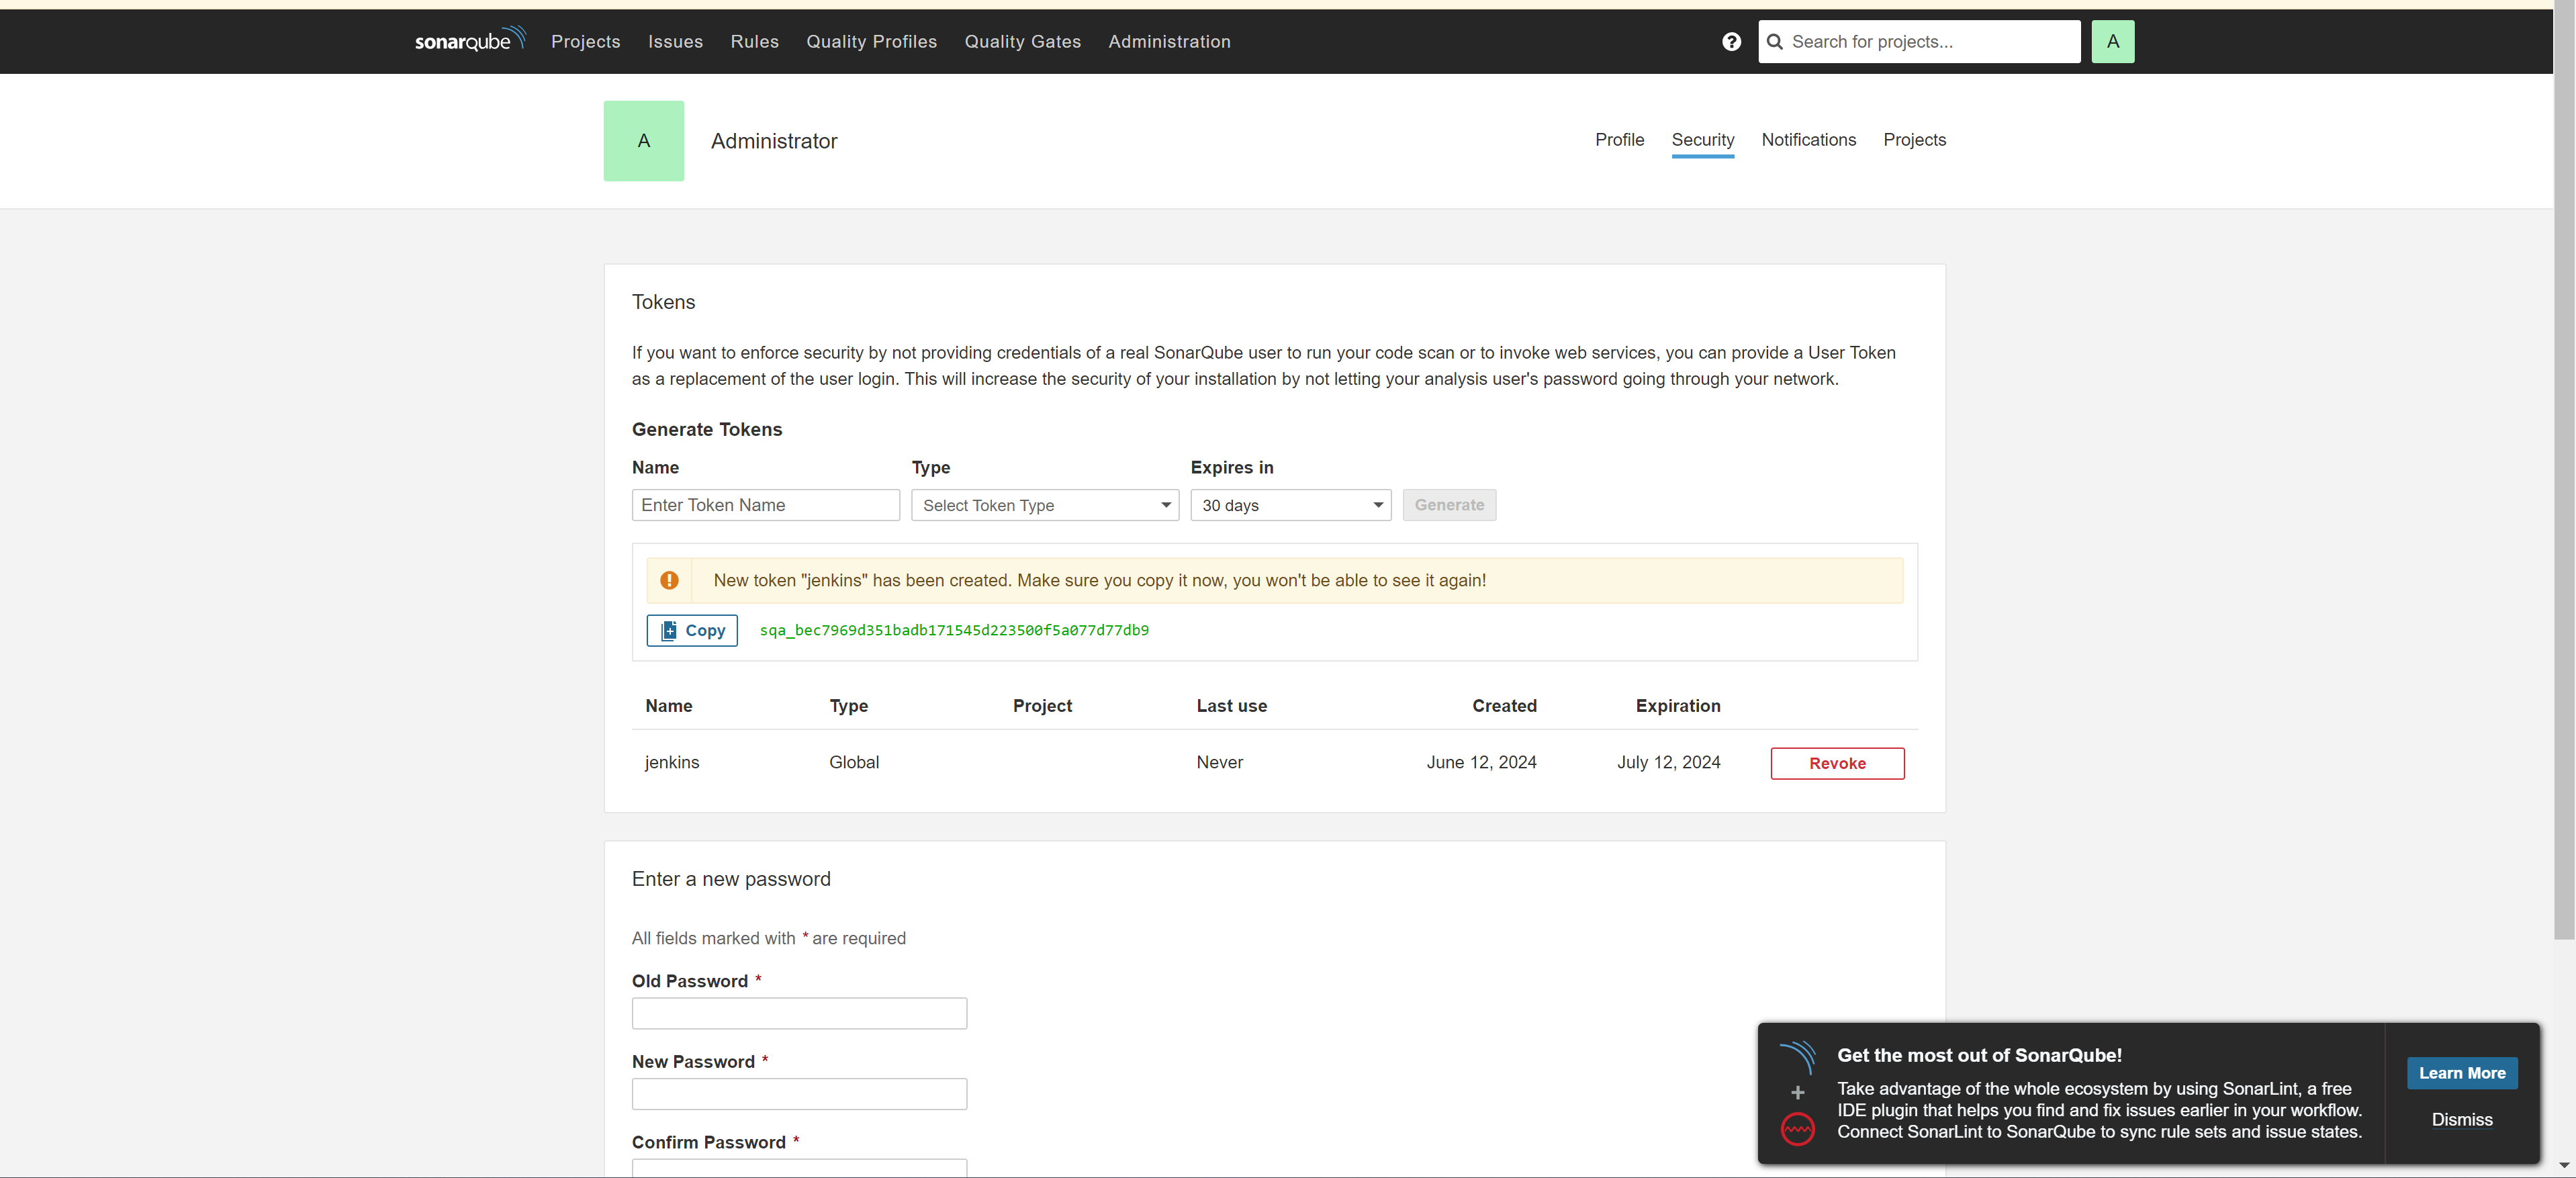 sonarqube Projects Issues Rules Quality Profiles Quality Gates Administration ? Search for projects... A
A Administrator Profile Security Notifications Projects
Tokens
If you want to enforce security by not providing credentials of a real SonarQube user to run your code scan or to invoke web services, you can provide a User Token
as a replacement of the user login. This will increase the security of your installation by not letting your analysis user's password going through your network.
Generate Tokens
Name Type Expires in
Enter Token Name Select Token Type 30 days Generate
New token "jenkins" has been created. Make sure you copy it now, you won't be able to see it again!
Copy sqa_bec7969d351badb171545d223500f5a077d77db9
Name Type Project Last use Created Expiration
jenkins Global Never June 12, 2024 July 12, 2024 Revoke
Enter a new password
All fields marked with * are required
Old Password *
New Password *
Confirm Password *
Get the most out of SonarQube!
Take advantage of the whole ecosystem by using SonarLint, a free
IDE plugin that helps you find and fix issues earlier in your workflow.
Connect SonarLint to SonarQube to sync rule sets and issue states.
Learn More
Dismiss